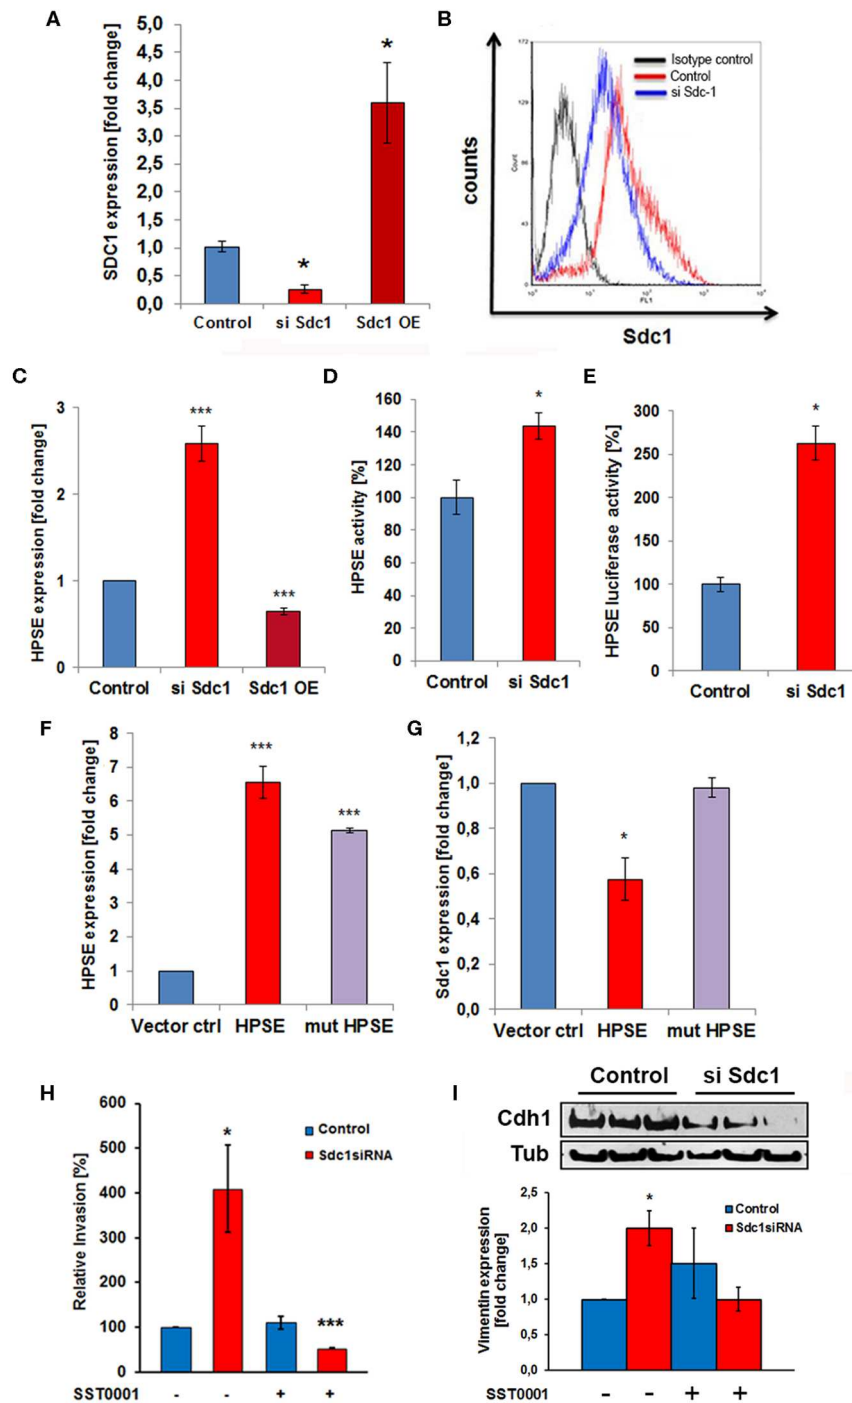 A
SDC1 expression [fold change]
5,0
4,5
4,0
3,5
3,0
2,5
2,0
1,5
1,0
0,5
0,0
*
*
Control
si Sdc1
Sdc1 OE
B
counts
Count
172
129
86
43
0
Isotype control
Control
si Sdc-1
FL1
Sdc1
C
HPSE expression [fold change]
3
2
1
0
***
***
Control
si Sdc1
Sdc1 OE
D
HPSE activity [%]
160
140
120
100
80
60
40
20
0
*
Control
si Sdc1
E
HPSE luciferase activity [%]
300
250
200
150
100
50
0
*
Control
si Sdc1
F
HPSE expression [fold change]
8
7
6
5
4
3
2
1
0
***
***
Vector ctrl
HPSE
mut HPSE
G
Sdc1 expression [fold change]
1,2
1,0
0,8
0,6
0,4
0,2
0,0
*
Vector ctrl
HPSE
mut HPSE
H
Relative Invasion [%]
600
500
400
300
200
100
0
*
***
Control
Sdc1siRNA
SST0001 - - + +
I
Control
si Sdc1
Cdh1
Tub
Vimentin expression
[fold change]
2,5
2,0
1,5
1,0
0,5
0,0
*
Control
Sdc1siRNA
SST0001 - - + +